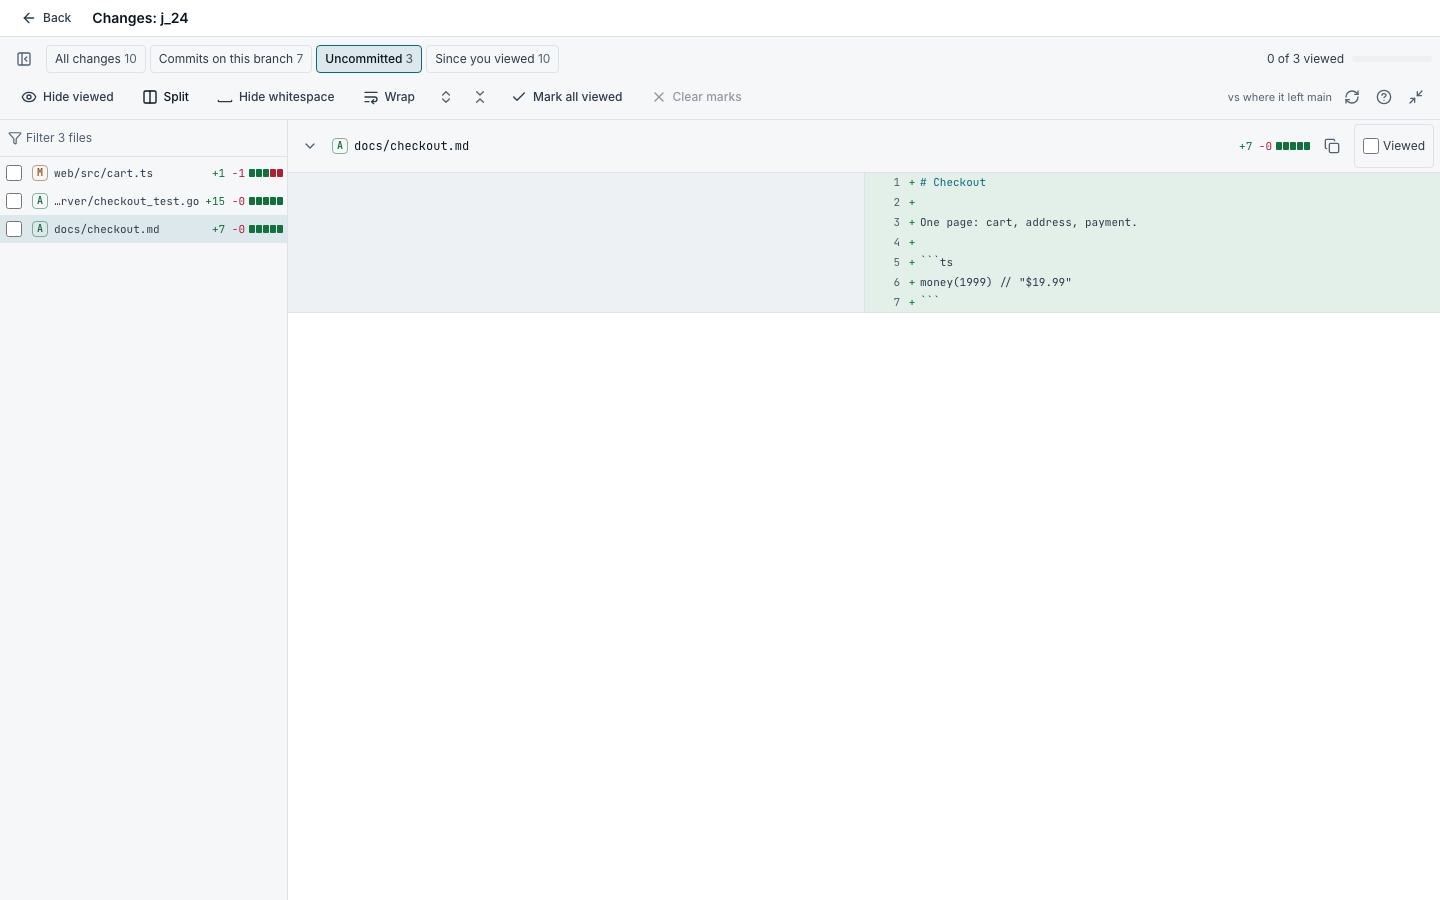 Back Changes: j_24
All changes 10 Commits on this branch 7 Uncommitted 3 Since you viewed 10 0 of 3 viewed
Hide viewed Split Hide whitespace Wrap Mark all viewed Clear marks vs where it left main
Filter 3 files
M web/src/cart.ts +1 -1
A …rver/checkout_test.go +15 -0
A docs/checkout.md +7 -0
A docs/checkout.md +7 -0 Viewed
1 + # Checkout
2 +
3 + One page: cart, address, payment.
4 +
5 + ```ts
6 + money(1999) // "$19.99"
7 + ```